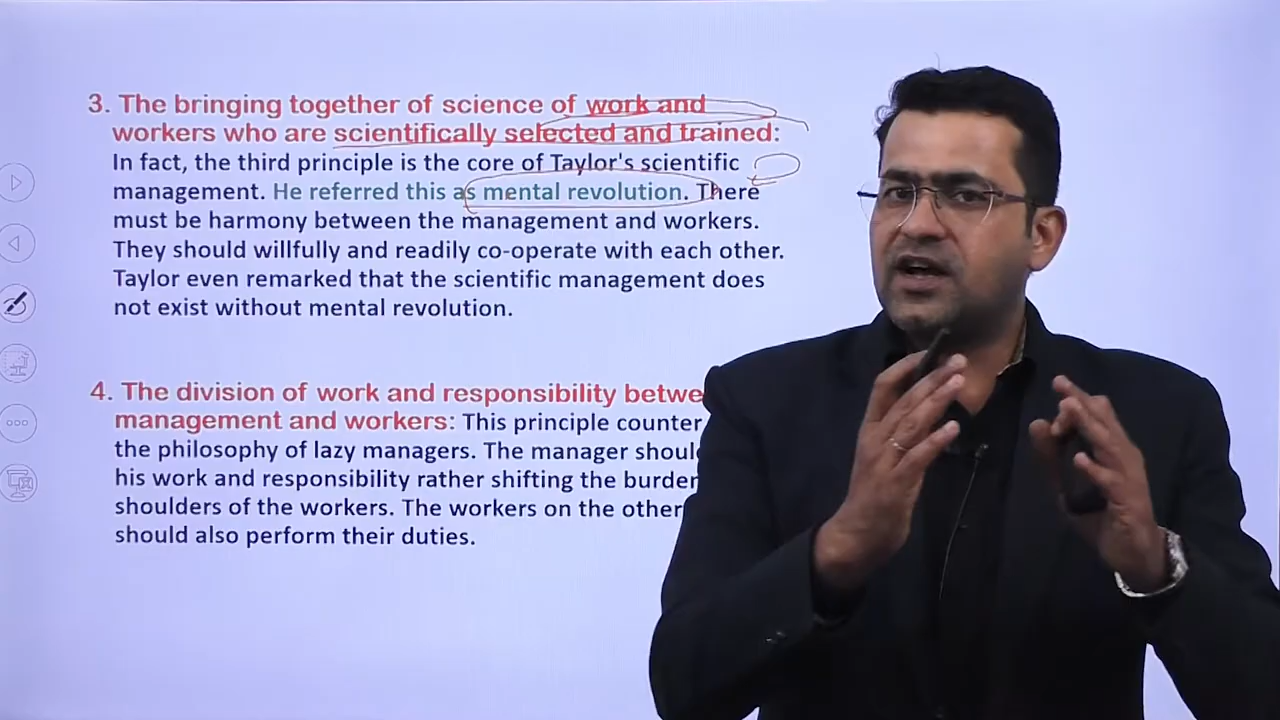 3. The bringing together of science of work and
workers who are scientifically selected and trained:
In fact, the third principle is the core of Taylor's scientific
management. He referred this as mental revolution. There
must be harmony between the management and workers.
They should willfully and readily co-operate with each other.
Taylor even remarked that the scientific management does
not exist without mental revolution.
4. The division of work and responsibility betwe
management and workers: This principle counter
the philosophy of lazy managers. The manager shoul
his work and responsibility rather shifting the burden
shoulders of the workers. The workers on the other
should also perform their duties.